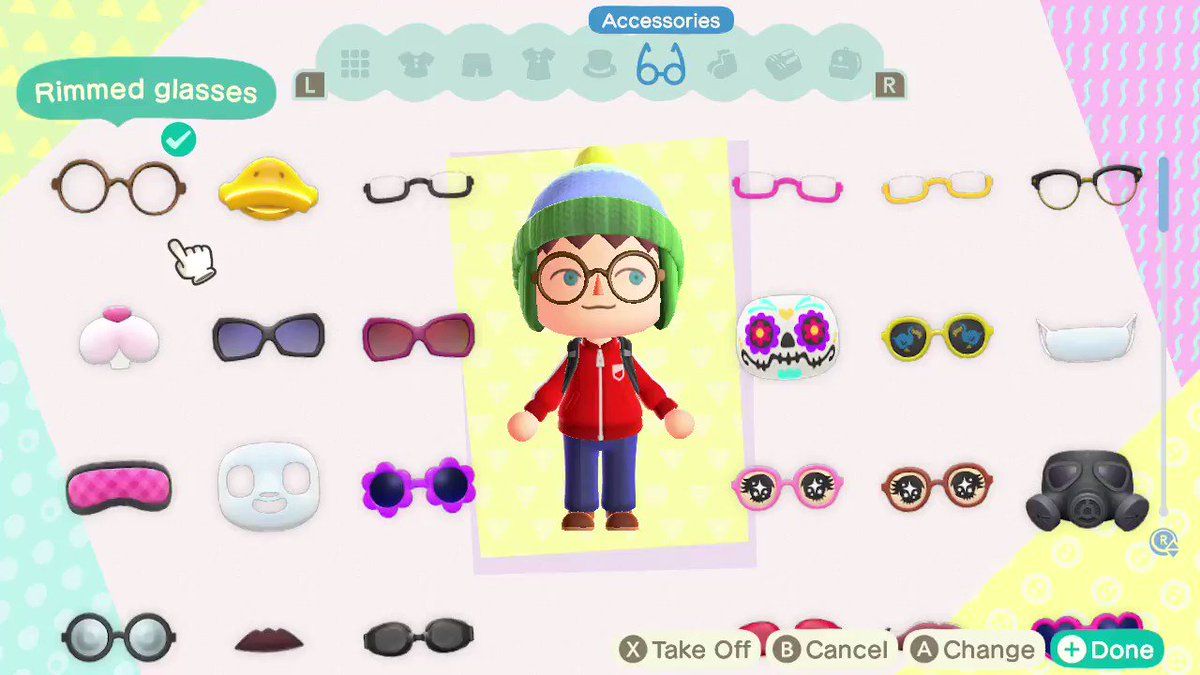 Accessories
L
R
Rimmed glasses
R
X Take Off
B Cancel
A Change
+ Done